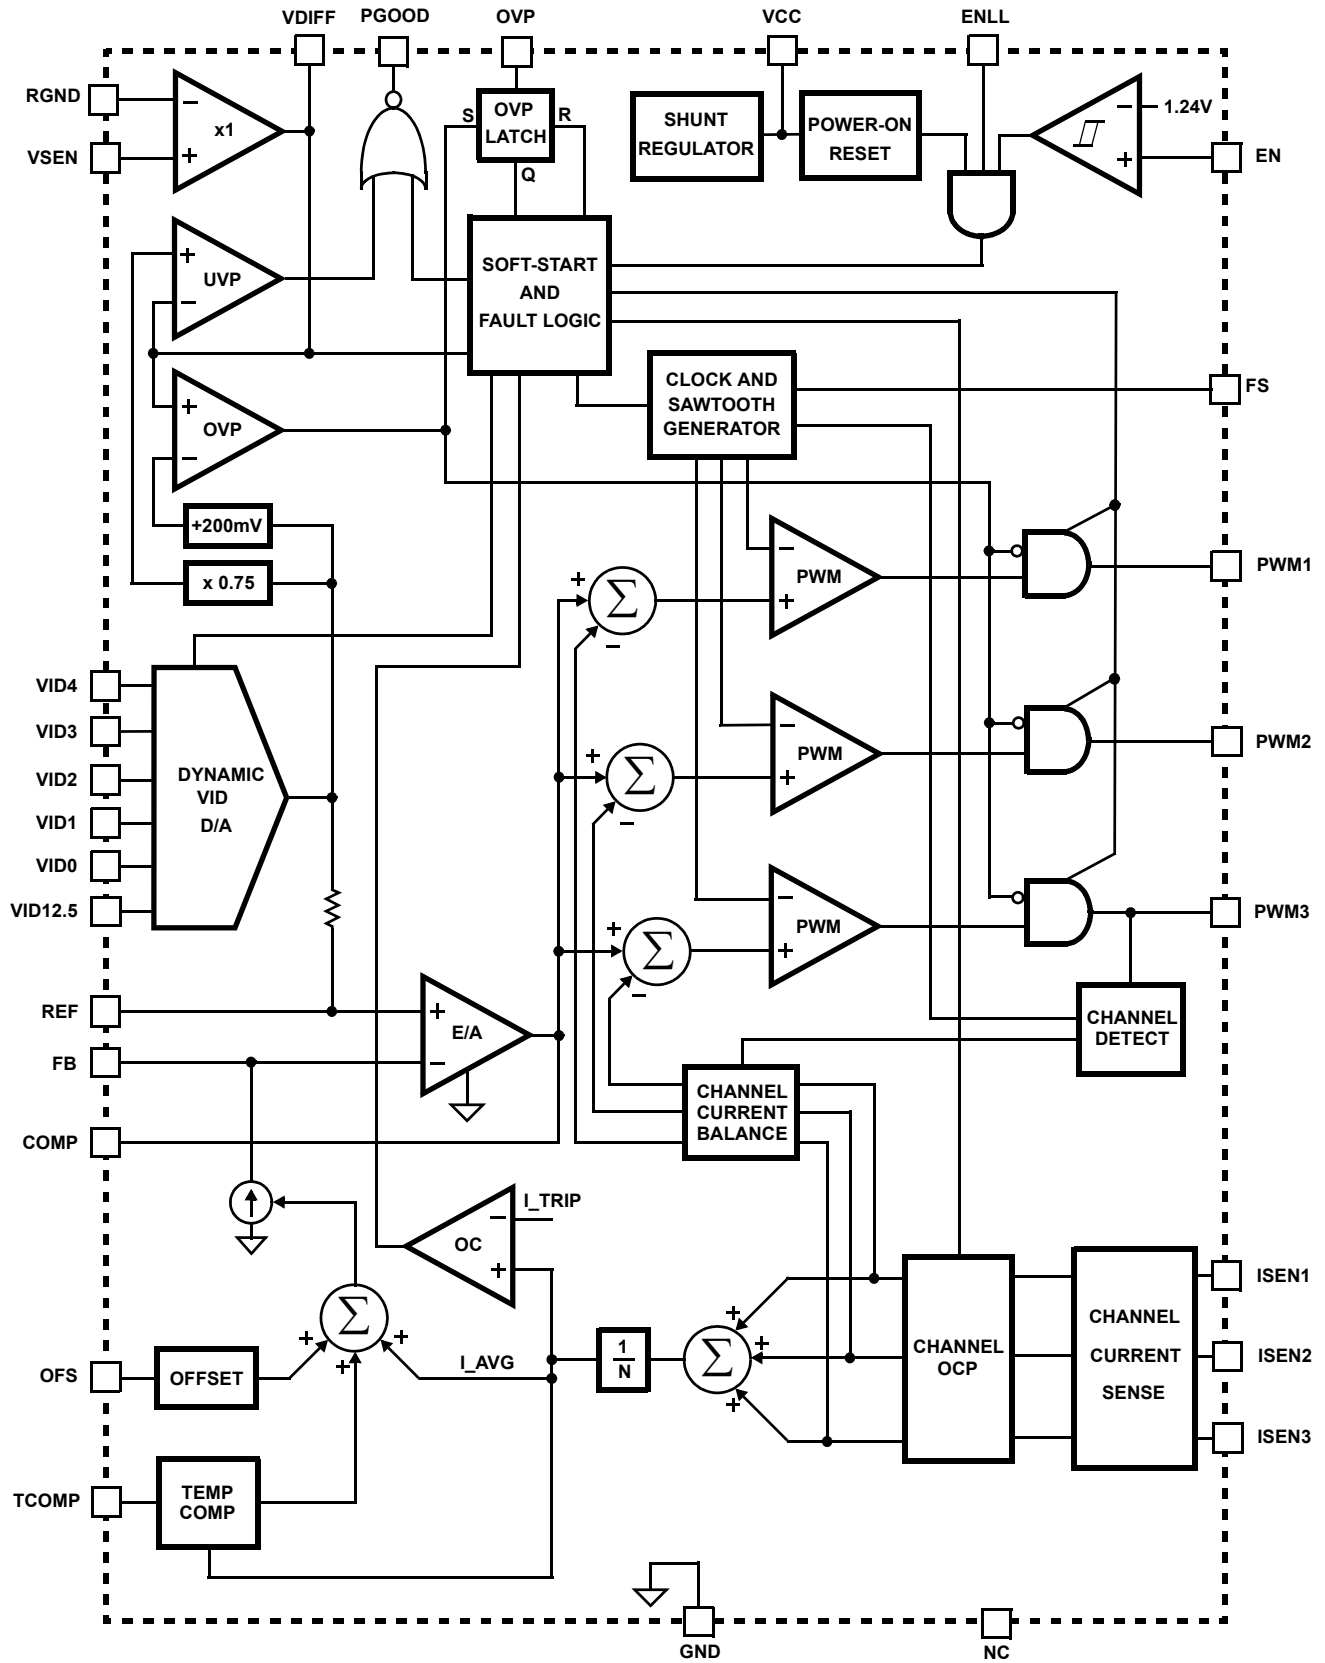 VDIFF PGOOD OVP VCC ENLL
RGND
VSEN
−
x1
+
S
OVP
LATCH
R
Q
SHUNT
REGULATOR
POWER-ON
RESET
− 1.24V
+
EN
+
UVP
−
SOFT-START
AND
FAULT LOGIC
+
OVP
−
CLOCK AND
SAWTOOTH
GENERATOR
FS
+200mV
x 0.75
+
Σ
−
−
PWM
+
PWM1
VID4
VID3
VID2
VID1
VID0
VID12.5
DYNAMIC
VID
D/A
+
Σ
−
−
PWM
+
PWM2
+
Σ
−
−
PWM
+
PWM3
REF
FB
COMP
+
E/A
−
CHANNEL
DETECT
CHANNEL
CURRENT
BALANCE
I_TRIP
−
OC
+
Σ
+
+
+
I_AVG
OFS
OFFSET
TCOMP
TEMP
COMP
1
N
+
Σ
+
+
CHANNEL
OCP
CHANNEL
CURRENT
SENSE
ISEN1
ISEN2
ISEN3
GND
NC